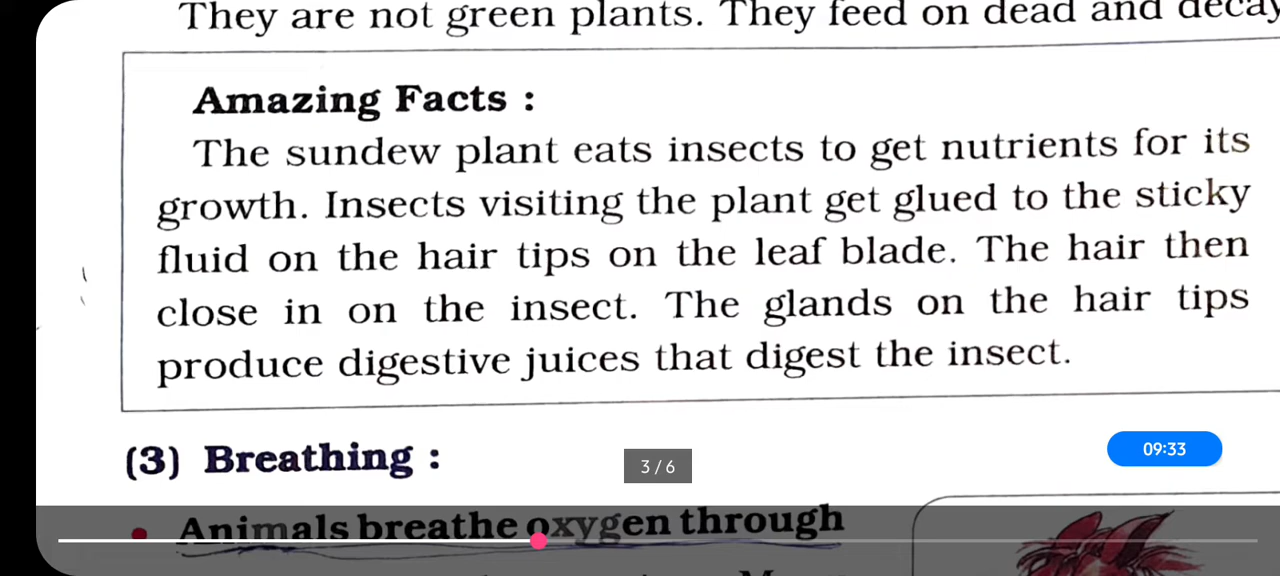 They are not green plants. They feed on dead and decay
Amazing Facts :
The sundew plant eats insects to get nutrients for its
growth. Insects visiting the plant get glued to the sticky
fluid on the hair tips on the leaf blade. The hair then
close in on the insect. The glands on the hair tips
produce digestive juices that digest the insect.
(3) Breathing :
3 / 6
09:33
• Animals breathe oxygen through